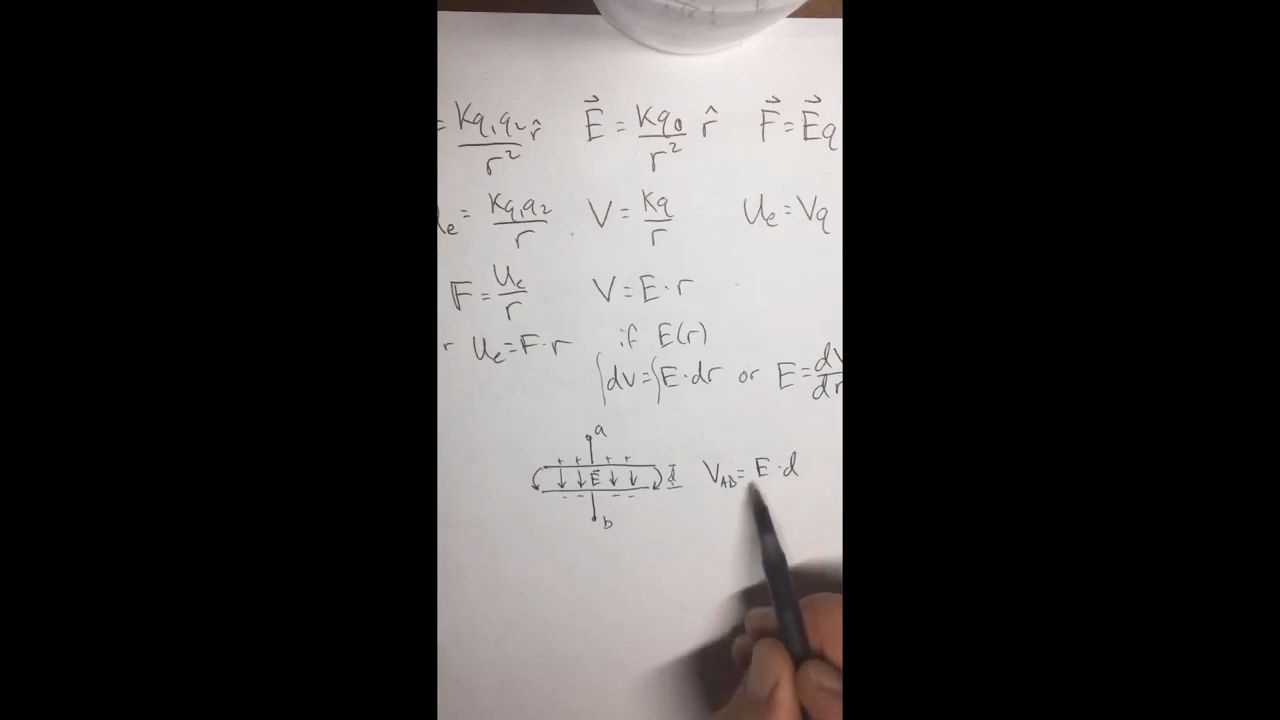 = Kq₁q₂/r² r̂   E⃗ = Kq₀/r² r̂   F⃗ = E⃗q
Ue = Kq₁q₂/r   V = Kq/r   Ue = Vq
F = Ue/r   V = E · r
r Ue = F · r   if E(r)
∫dv = ∫E · dr or E = dV/dr
a
+ + + +
E⃗ d V_AB = E · d
- - - -
b